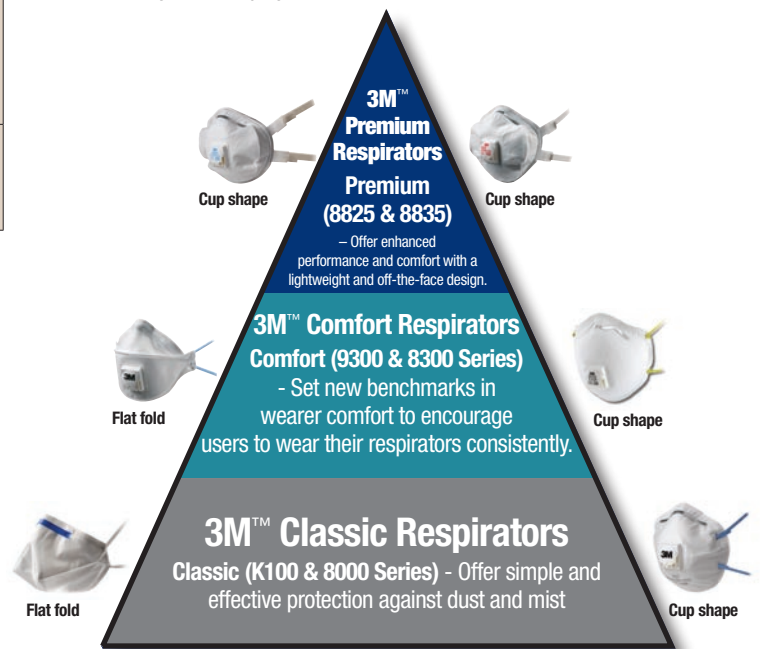 3M™
Premium
Respirators
Premium
(8825 & 8835)
– Offer enhanced
performance and comfort with a
lightweight and off-the-face design.
Cup shape
Cup shape
3M™ Comfort Respirators
Comfort (9300 & 8300 Series)
- Set new benchmarks in
wearer comfort to encourage
users to wear their respirators consistently.
3M
Flat fold
Cup shape
3M™ Classic Respirators
Classic (K100 & 8000 Series) - Offer simple and
effective protection against dust and mist
Flat fold
3M
Cup shape